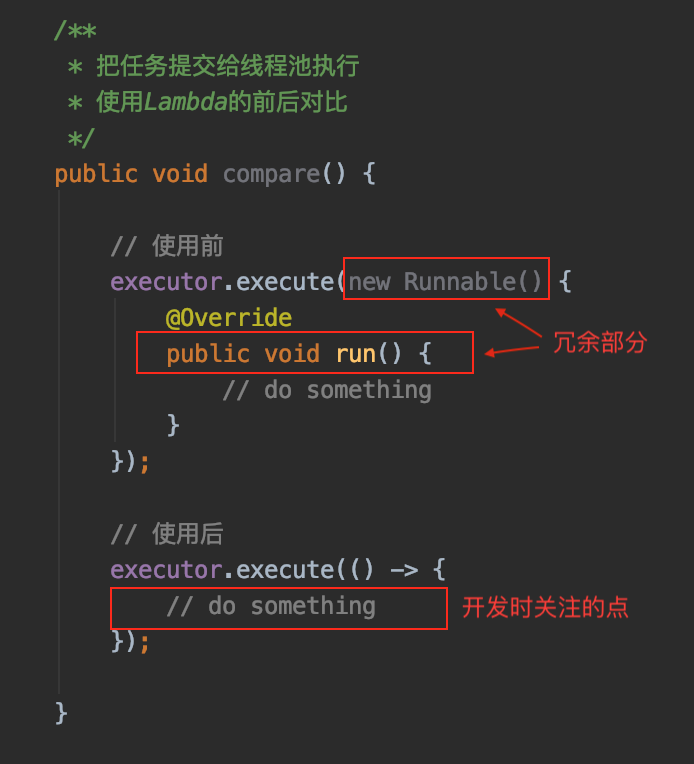 /**
* 把任务提交给线程池执行
* 使用Lambda的前后对比
*/
public void compare() {
// 使用前
executor.execute(new Runnable() {
@Override
冗余部分
public void run() {
// do something
}
});
// 使用后
executor.execute(() -> {
// do something 开发时关注的点
});
}